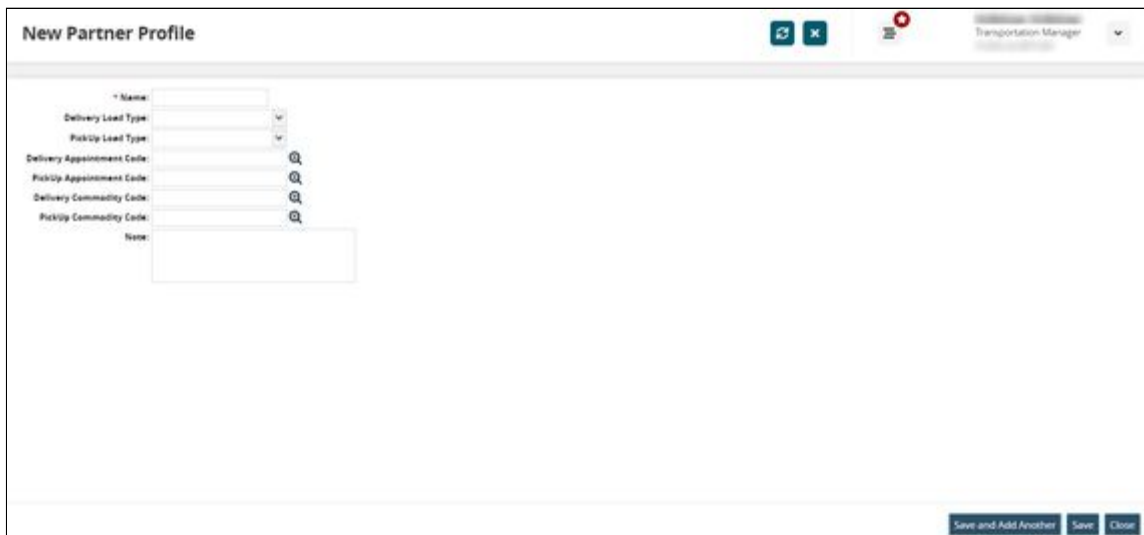 New Partner Profile
Transportation Manager
* Name:
Delivery Load Type:
PickUp Load Type:
Delivery Appointment Code:
PickUp Appointment Code:
Delivery Commodity Code:
PickUp Commodity Code:
Note:
Save and Add Another Save Close